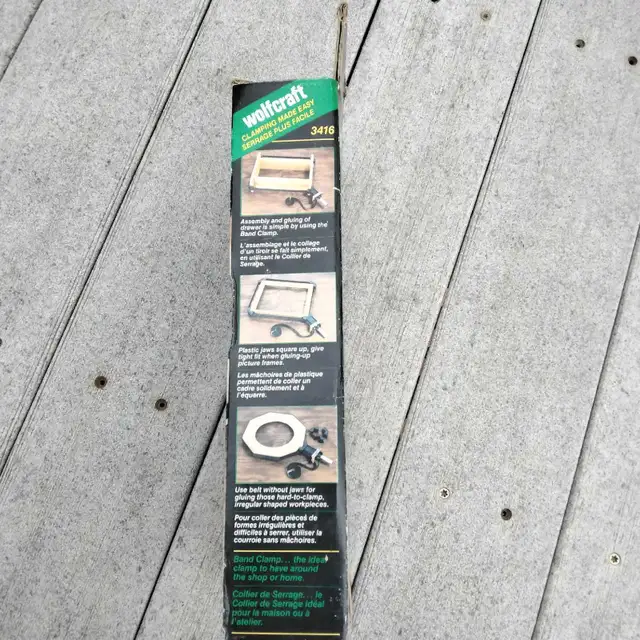 wolfcraft
CLAMPING MADE EASY
SERRAGE PLUS FACILE
3416
Assembly and gluing of
drawer is simple by using the
Band Clamp.
L'assemblage et le collage
d'un tiroir se fait simplement,
en utilisant le Collier de
Serrage.
Plastic jaws square up, give
tight fit when gluing-up
picture frames.
Les mâchoires de plastique
permettent de coller un
cadre solidement et à
l'équerre.
Use belt without jaws for
gluing those hard-to-clamp,
irregular shaped workpieces.
Pour coller des pièces de
formes irrégulières et
difficiles à serrer, utiliser la
courroie sans mâchoires.
Band Clamp... the ideal
clamp to have around
the shop or home.
Collier de Serrage... le
Collier de Serrage idéal
pour la maison ou à
l'atelier.